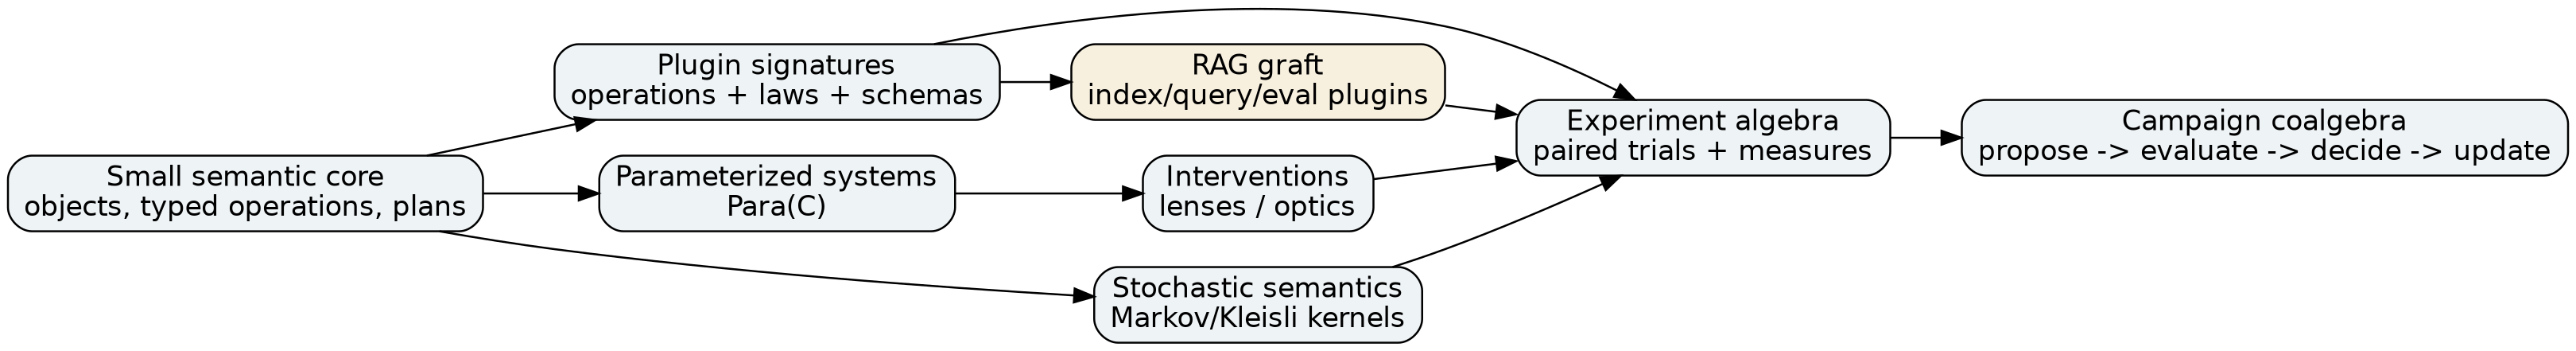 Small semantic core
objects, typed operations, plans
Plugin signatures
operations + laws + schemas
Parameterized systems
Para(C)
RAG graft
index/query/eval plugins
Interventions
lenses / optics
Stochastic semantics
Markov/Kleisli kernels
Experiment algebra
paired trials + measures
Campaign coalgebra
propose -> evaluate -> decide -> update